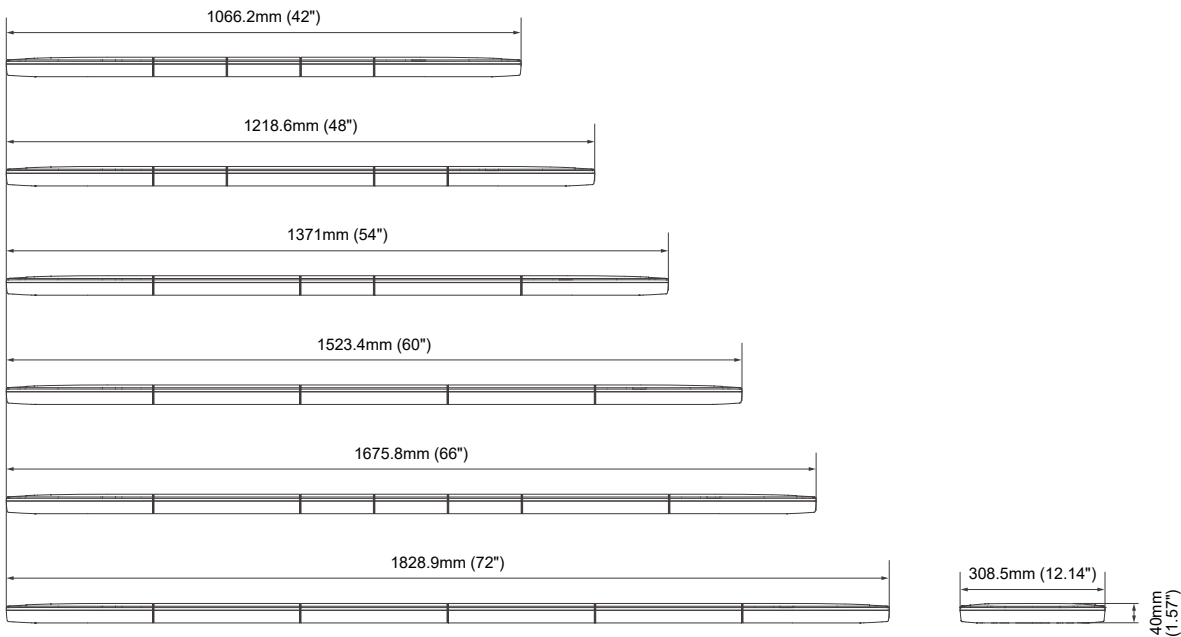 1066.2mm (42")
1218.6mm (48")
1371mm (54")
1523.4mm (60")
1675.8mm (66")
1828.9mm (72")
308.5mm (12.14")
40mm
(1.57")